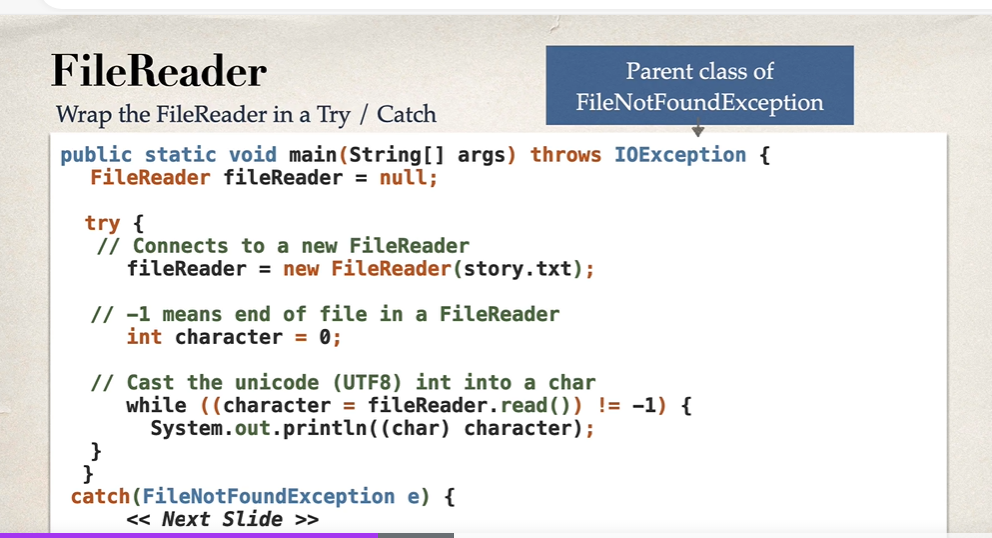 FileReader
Wrap the FileReader in a Try / Catch
Parent class of
FileNotFoundException
public static void main(String[] args) throws IOException {
FileReader fileReader = null;
try {
// Connects to a new FileReader
fileReader = new FileReader(story.txt);
// -1 means end of file in a FileReader
int character = 0;
// Cast the unicode (UTF8) int into a char
while ((character = fileReader.read()) != -1) {
System.out.println((char) character);
}
}
catch(FileNotFoundException e) {
<< Next Slide >>